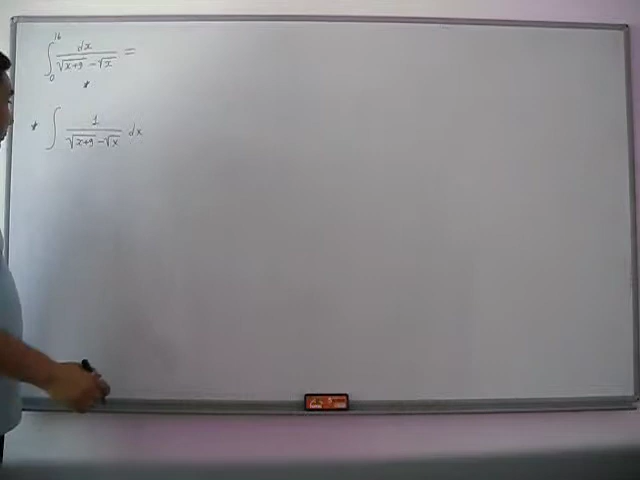 ∫₀¹⁶ dx / (√(x+9) − √x) =
*
* ∫ 1 / (√(x+9) − √x) dx